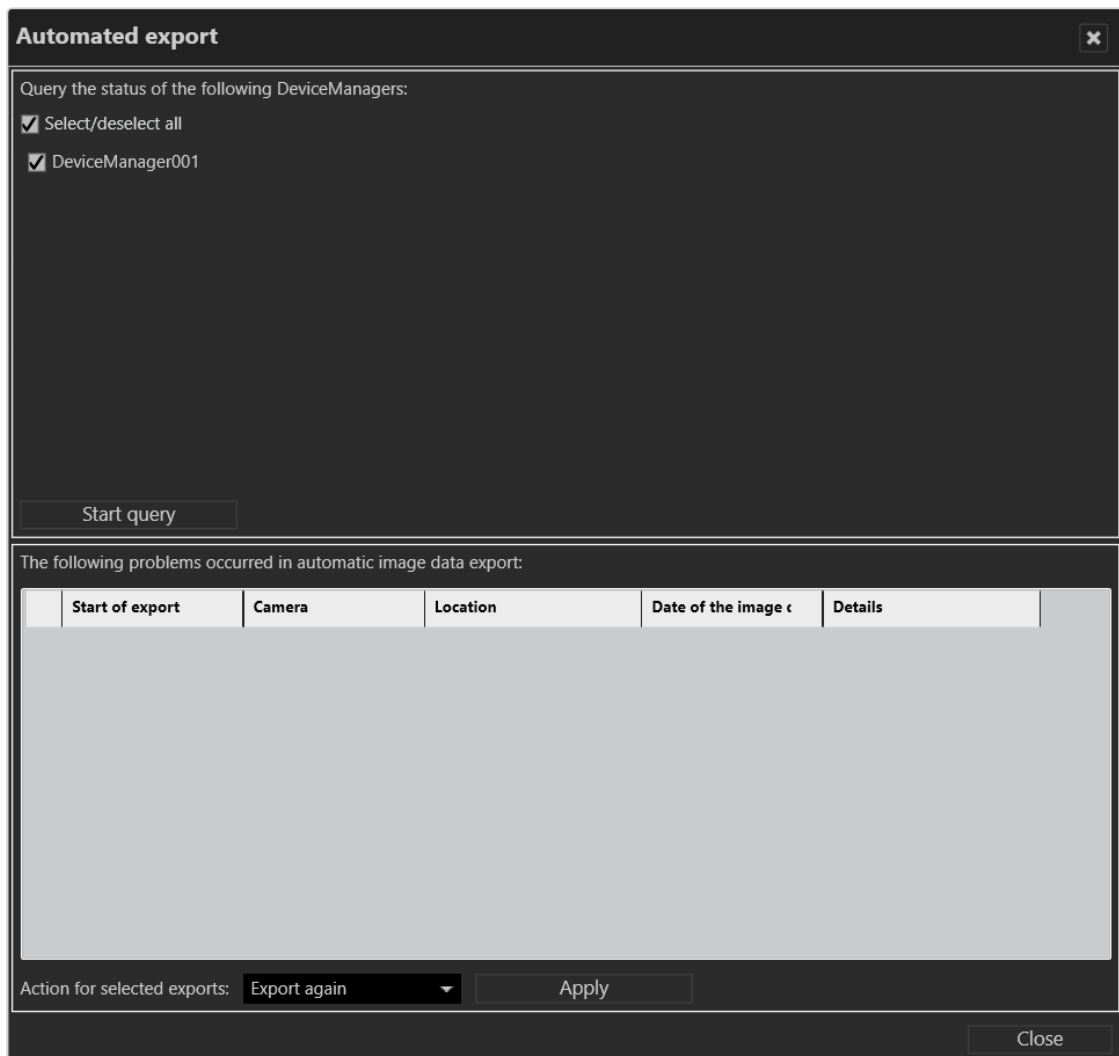 Automated export
Query the status of the following DeviceManagers:
Select/deselect all
DeviceManager001
Start query
The following problems occurred in automatic image data export:
Start of export Camera Location Date of the image Details
Action for selected exports: Export again Apply
Close